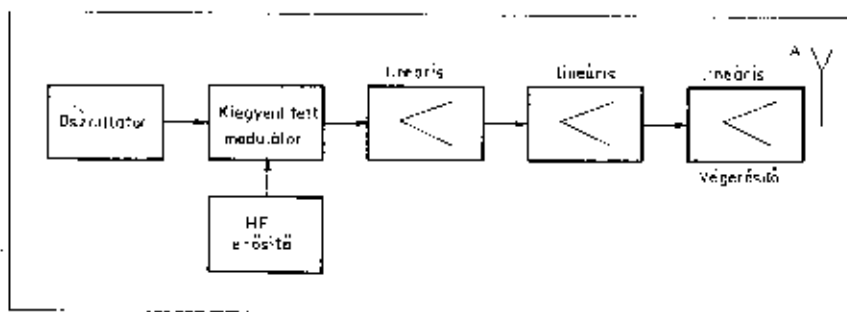 Lineáris
Lineáris
Lineáris
A
Oszcillátor
Kiegyenlített
modulátor
Végerősítő
HF
erősítő